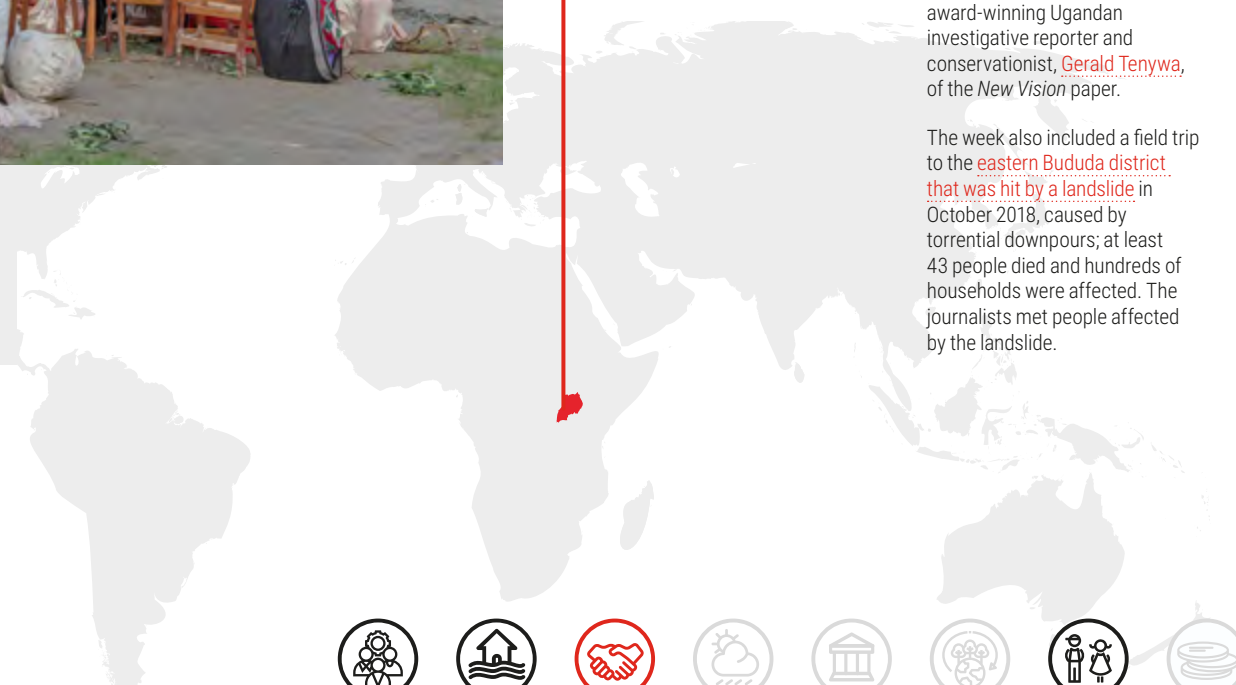 award-winning Ugandan
investigative reporter and
conservationist, Gerald Tenywa,
of the New Vision paper.
The week also included a field trip
to the eastern Bududa district
that was hit by a landslide in
October 2018, caused by
torrential downpours; at least
43 people died and hundreds of
households were affected. The
journalists met people affected
by the landslide.